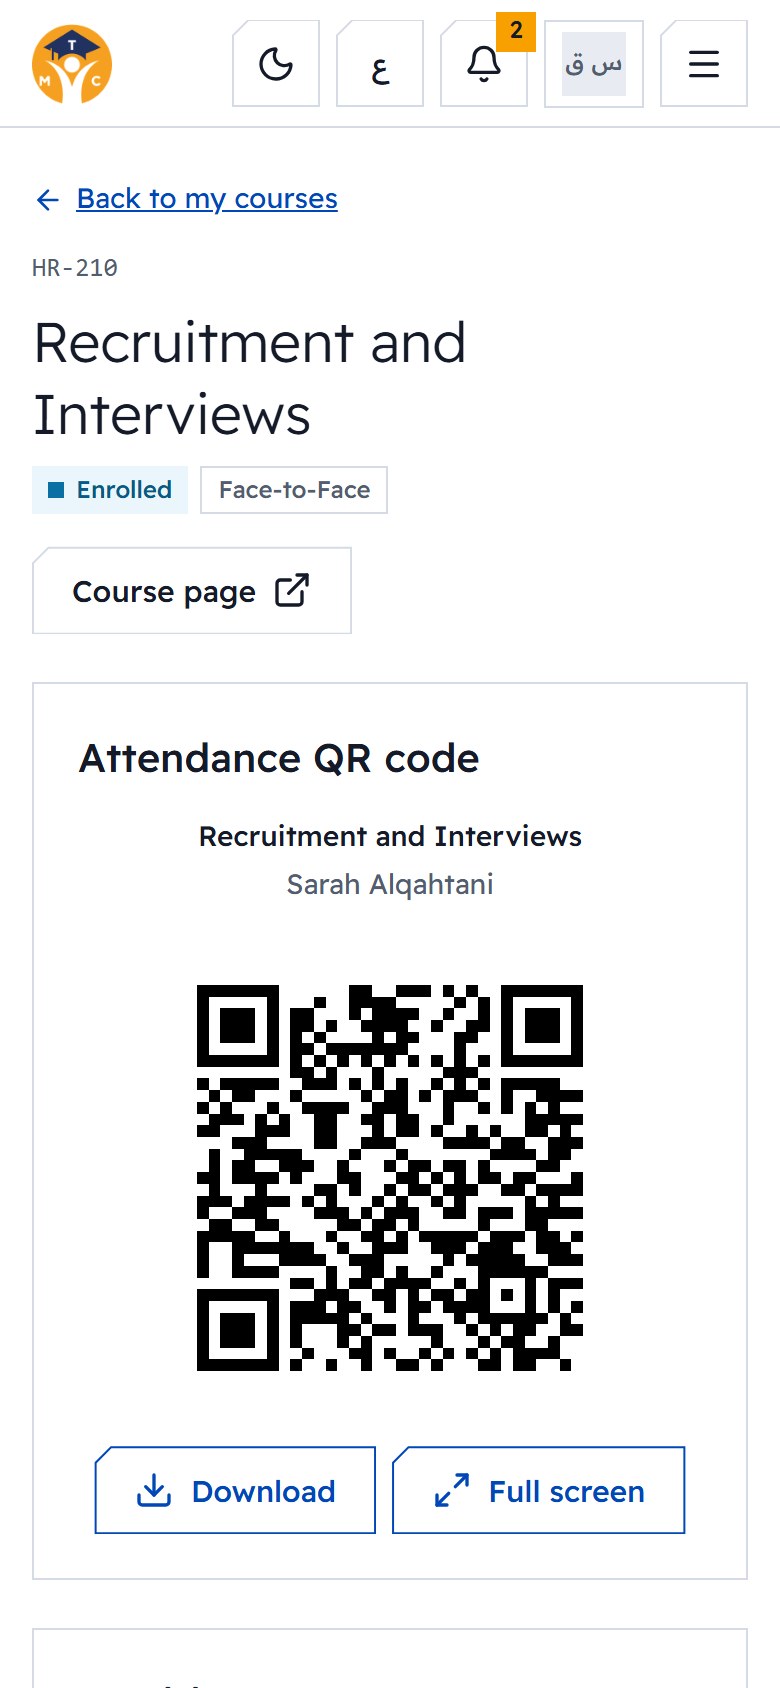 T
M C
ع
2
س ق
Back to my courses
HR-210
Recruitment and
Interviews
Enrolled
Face-to-Face
Course page
Attendance QR code
Recruitment and Interviews
Sarah Alqahtani
Download
Full screen